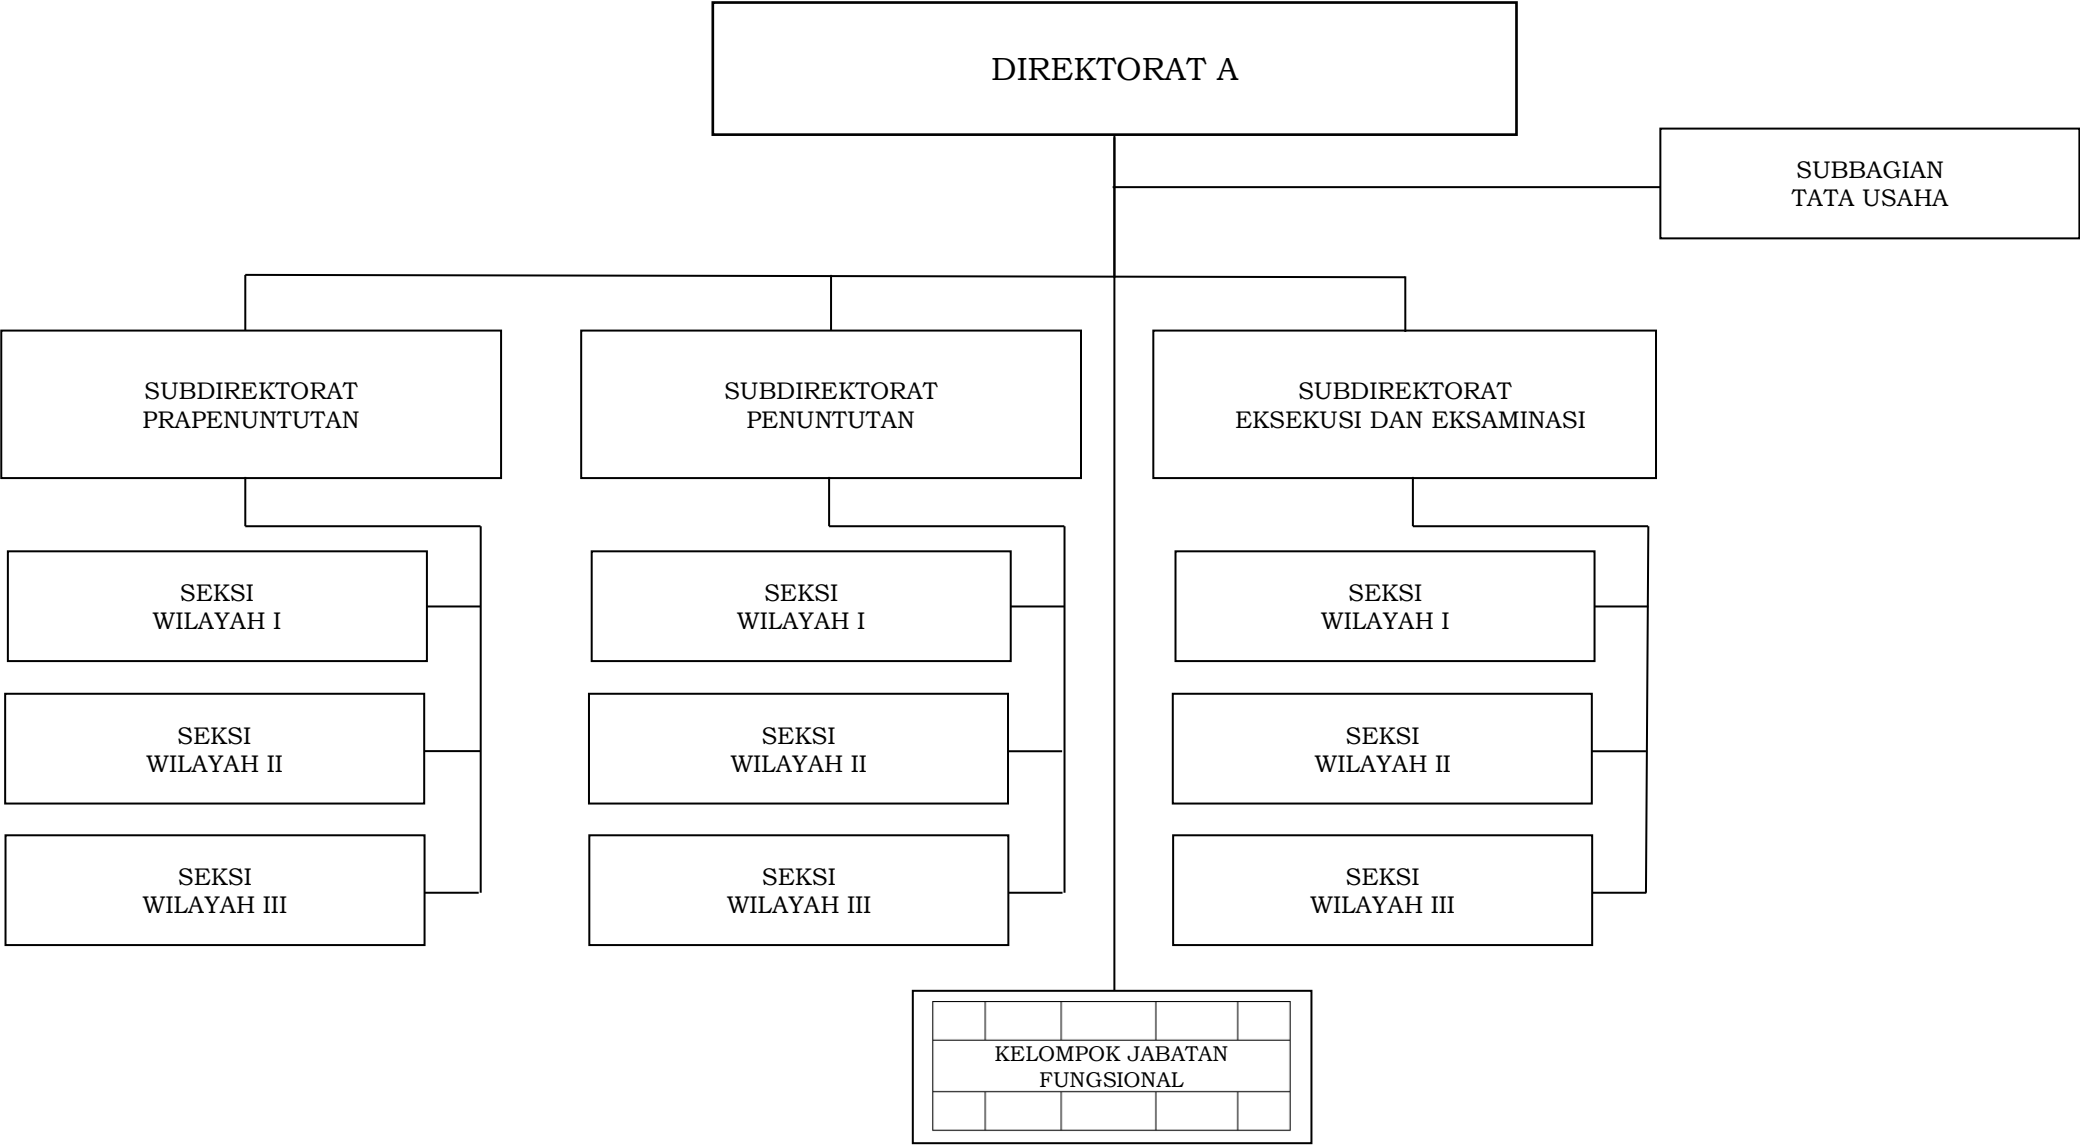 DIREKTORAT A
SUBBAGIAN
TATA USAHA
SUBDIREKTORAT
PRAPENUNTUTAN
SUBDIREKTORAT
PENUNTUTAN
SUBDIREKTORAT
EKSEKUSI DAN EKSAMINASI
SEKSI
WILAYAH I
SEKSI
WILAYAH I
SEKSI
WILAYAH I
SEKSI
WILAYAH II
SEKSI
WILAYAH II
SEKSI
WILAYAH II
SEKSI
WILAYAH III
SEKSI
WILAYAH III
SEKSI
WILAYAH III
KELOMPOK JABATAN
FUNGSIONAL